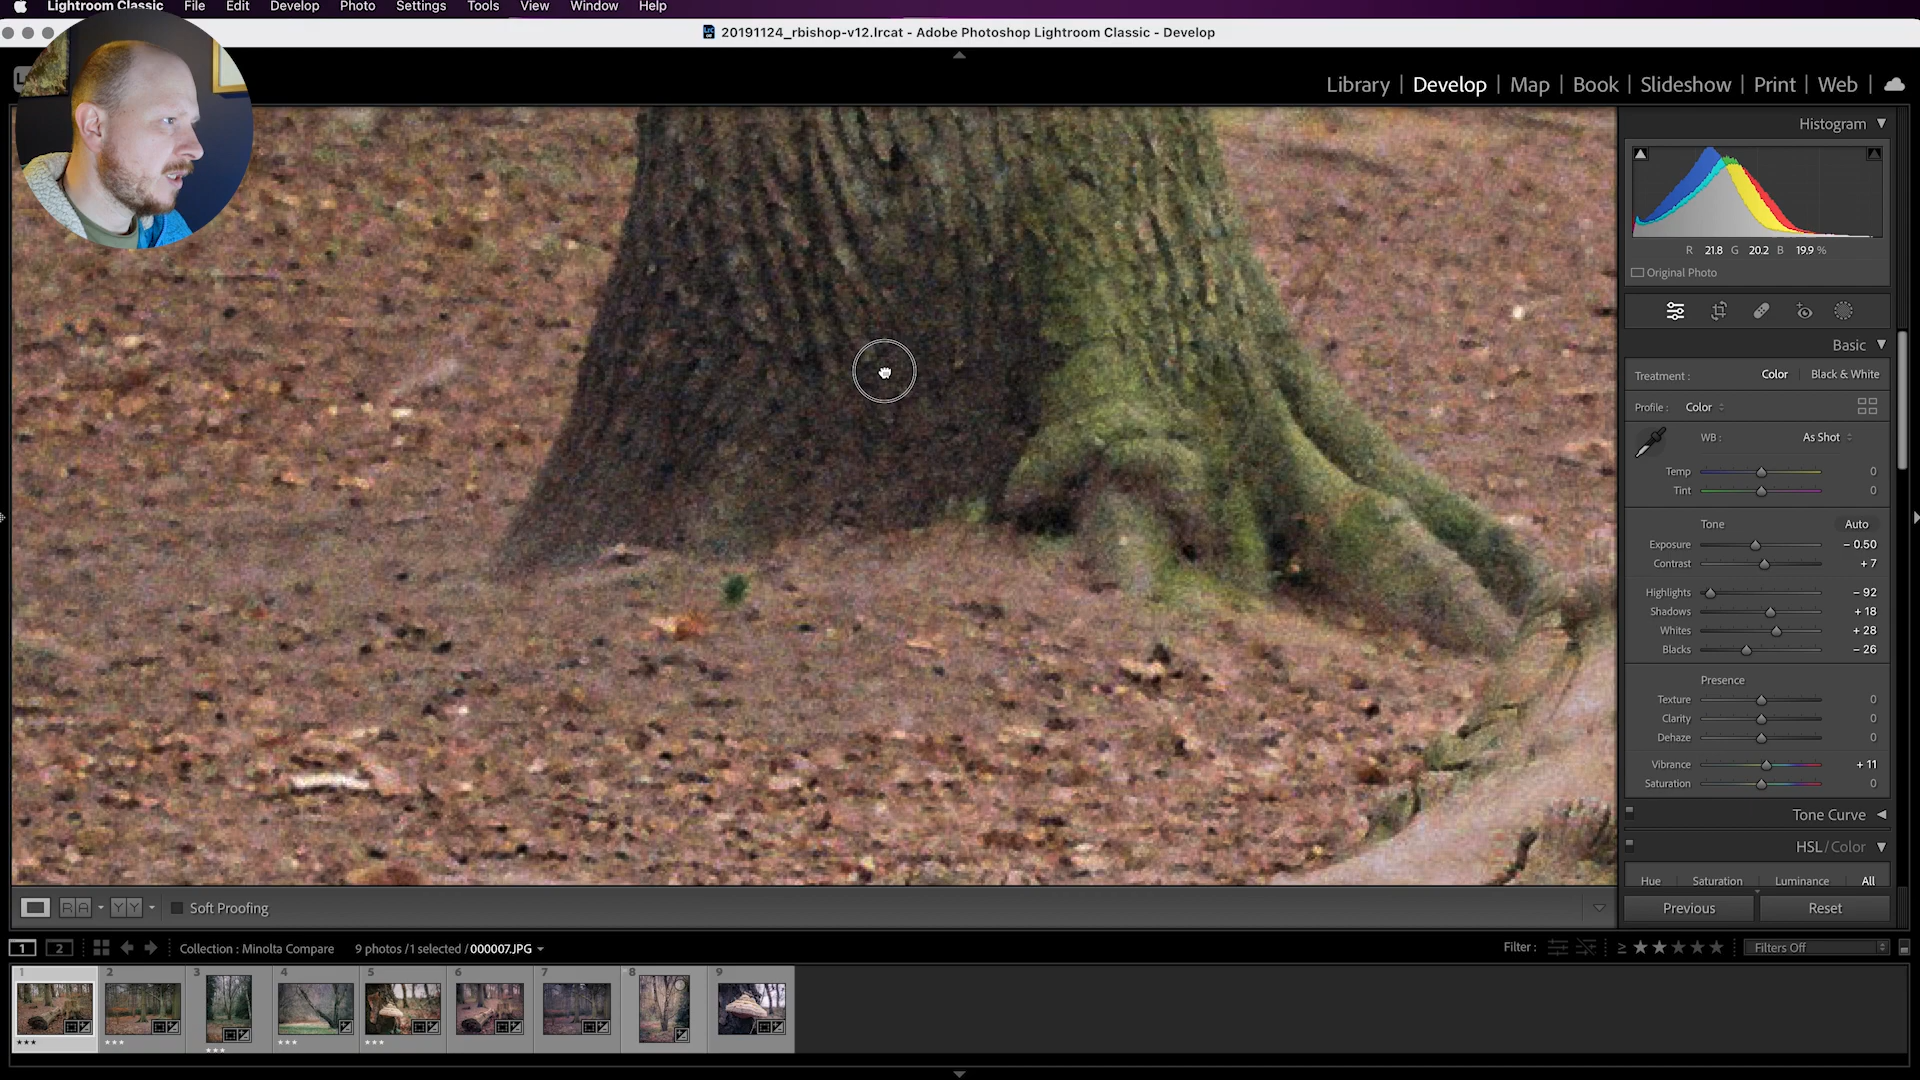 Lightroom Classic File Edit Develop Photo Settings Tools View Window Help
20191124_rbishop-v12.lrcat - Adobe Photoshop Lightroom Classic - Develop
Library | Develop | Map | Book | Slideshow | Print | Web
Histogram
R 21.8 G 20.2 B 19.9 %
Original Photo
Basic
Treatment : Color Black & White
Profile : Color
WB : As Shot
Temp 0
Tint 0
Tone Auto
Exposure − 0.50
Contrast + 7
Highlights − 92
Shadows + 18
Whites + 28
Blacks − 26
Presence
Texture 0
Clarity 0
Dehaze 0
Vibrance + 11
Saturation 0
Tone Curve
HSL / Color
Hue Saturation Luminance All
Previous Reset
R A Y Y Soft Proofing
1 2 Collection : Minolta Compare 9 photos / 1 selected / 000007.JPG Filter : ≥ ★★★★★ Filters Off
1 2 3 4 5 6 7 8 9